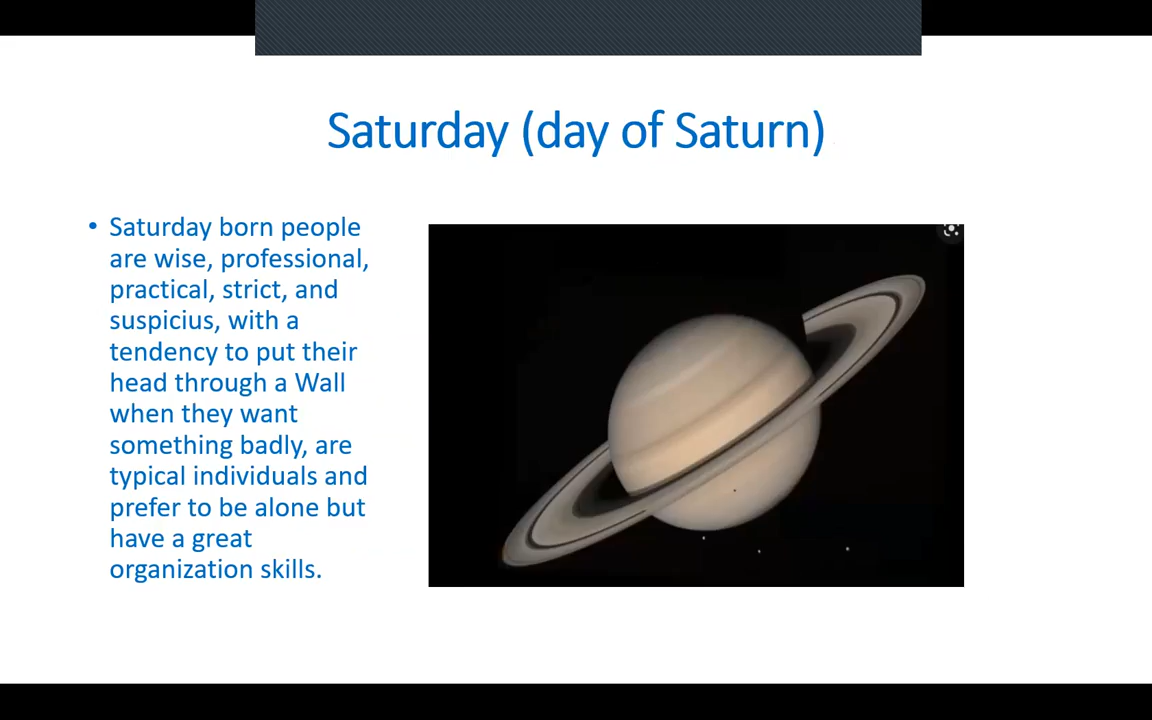 Saturday (day of Saturn)
• Saturday born people
are wise, professional,
practical, strict, and
suspicius, with a
tendency to put their
head through a Wall
when they want
something badly, are
typical individuals and
prefer to be alone but
have a great
organization skills.